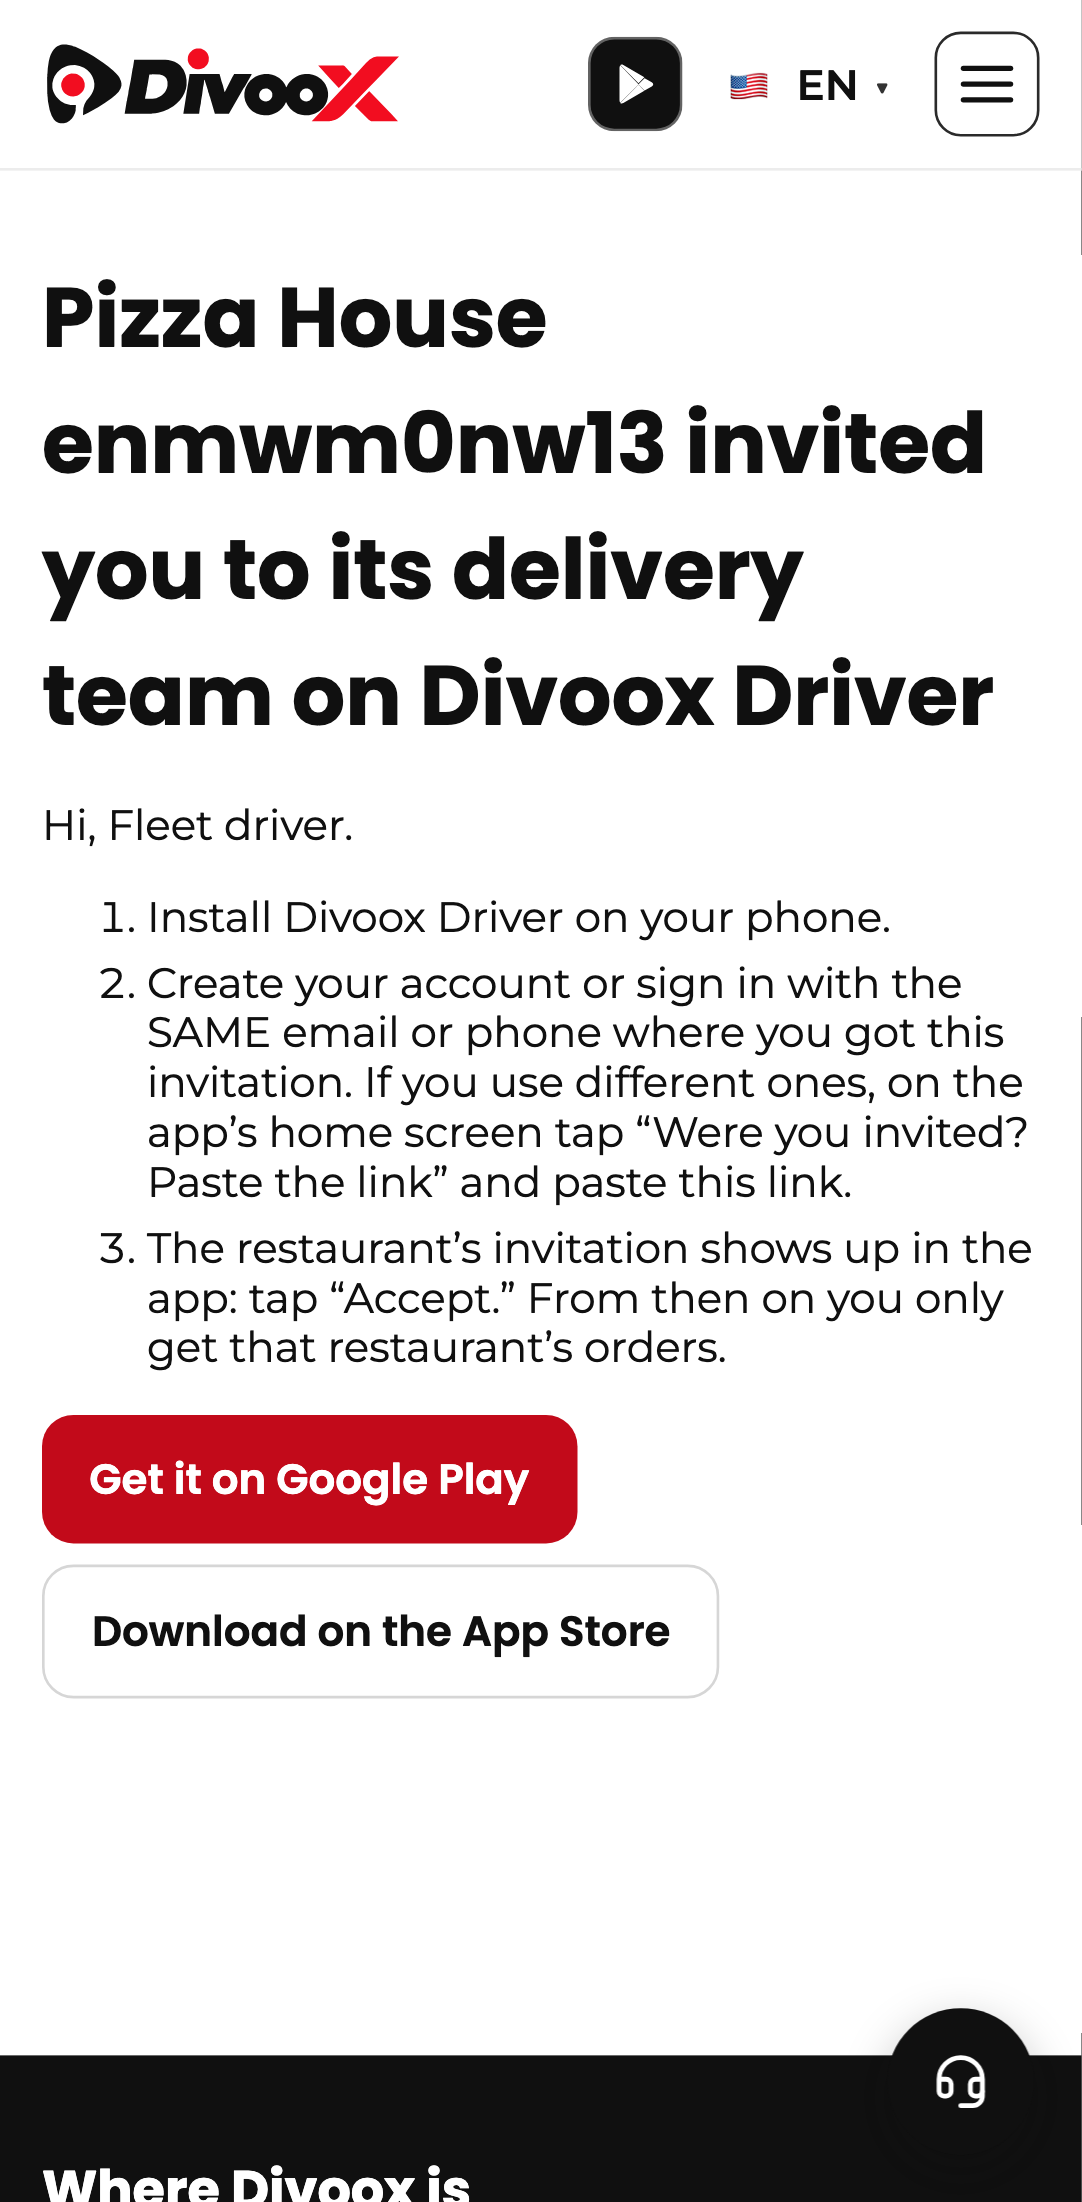 DivooX
EN
Pizza House
enmwm0nw13 invited
you to its delivery
team on Divoox Driver
Hi, Fleet driver.
1. Install Divoox Driver on your phone.
2. Create your account or sign in with the
SAME email or phone where you got this
invitation. If you use different ones, on the
app’s home screen tap “Were you invited?
Paste the link” and paste this link.
3. The restaurant’s invitation shows up in the
app: tap “Accept.” From then on you only
get that restaurant’s orders.
Get it on Google Play
Download on the App Store
Where Divoox is